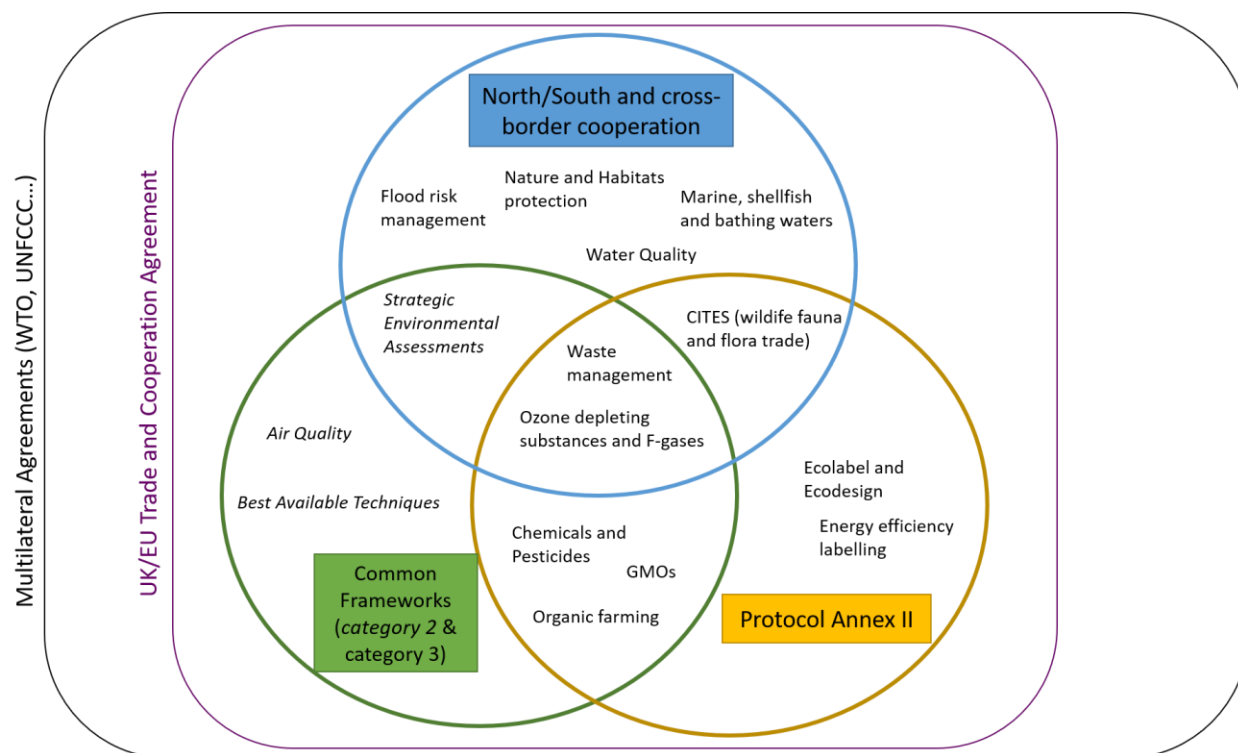 Multilateral Agreements (WTO, UNFCCC...)
UK/EU Trade and Cooperation Agreement
North/South and cross-
border cooperation
Flood risk
management
Nature and Habitats
protection
Marine, shellfish
and bathing waters
Water Quality
Strategic
Environmental
Assessments
CITES (wildife fauna
and flora trade)
Waste
management
Ozone depleting
substances and F-gases
Air Quality
Best Available Techniques
Ecolabel and
Ecodesign
Energy efficiency
labelling
Chemicals and
Pesticides
GMOs
Organic farming
Common
Frameworks
(category 2 &
category 3)
Protocol Annex II